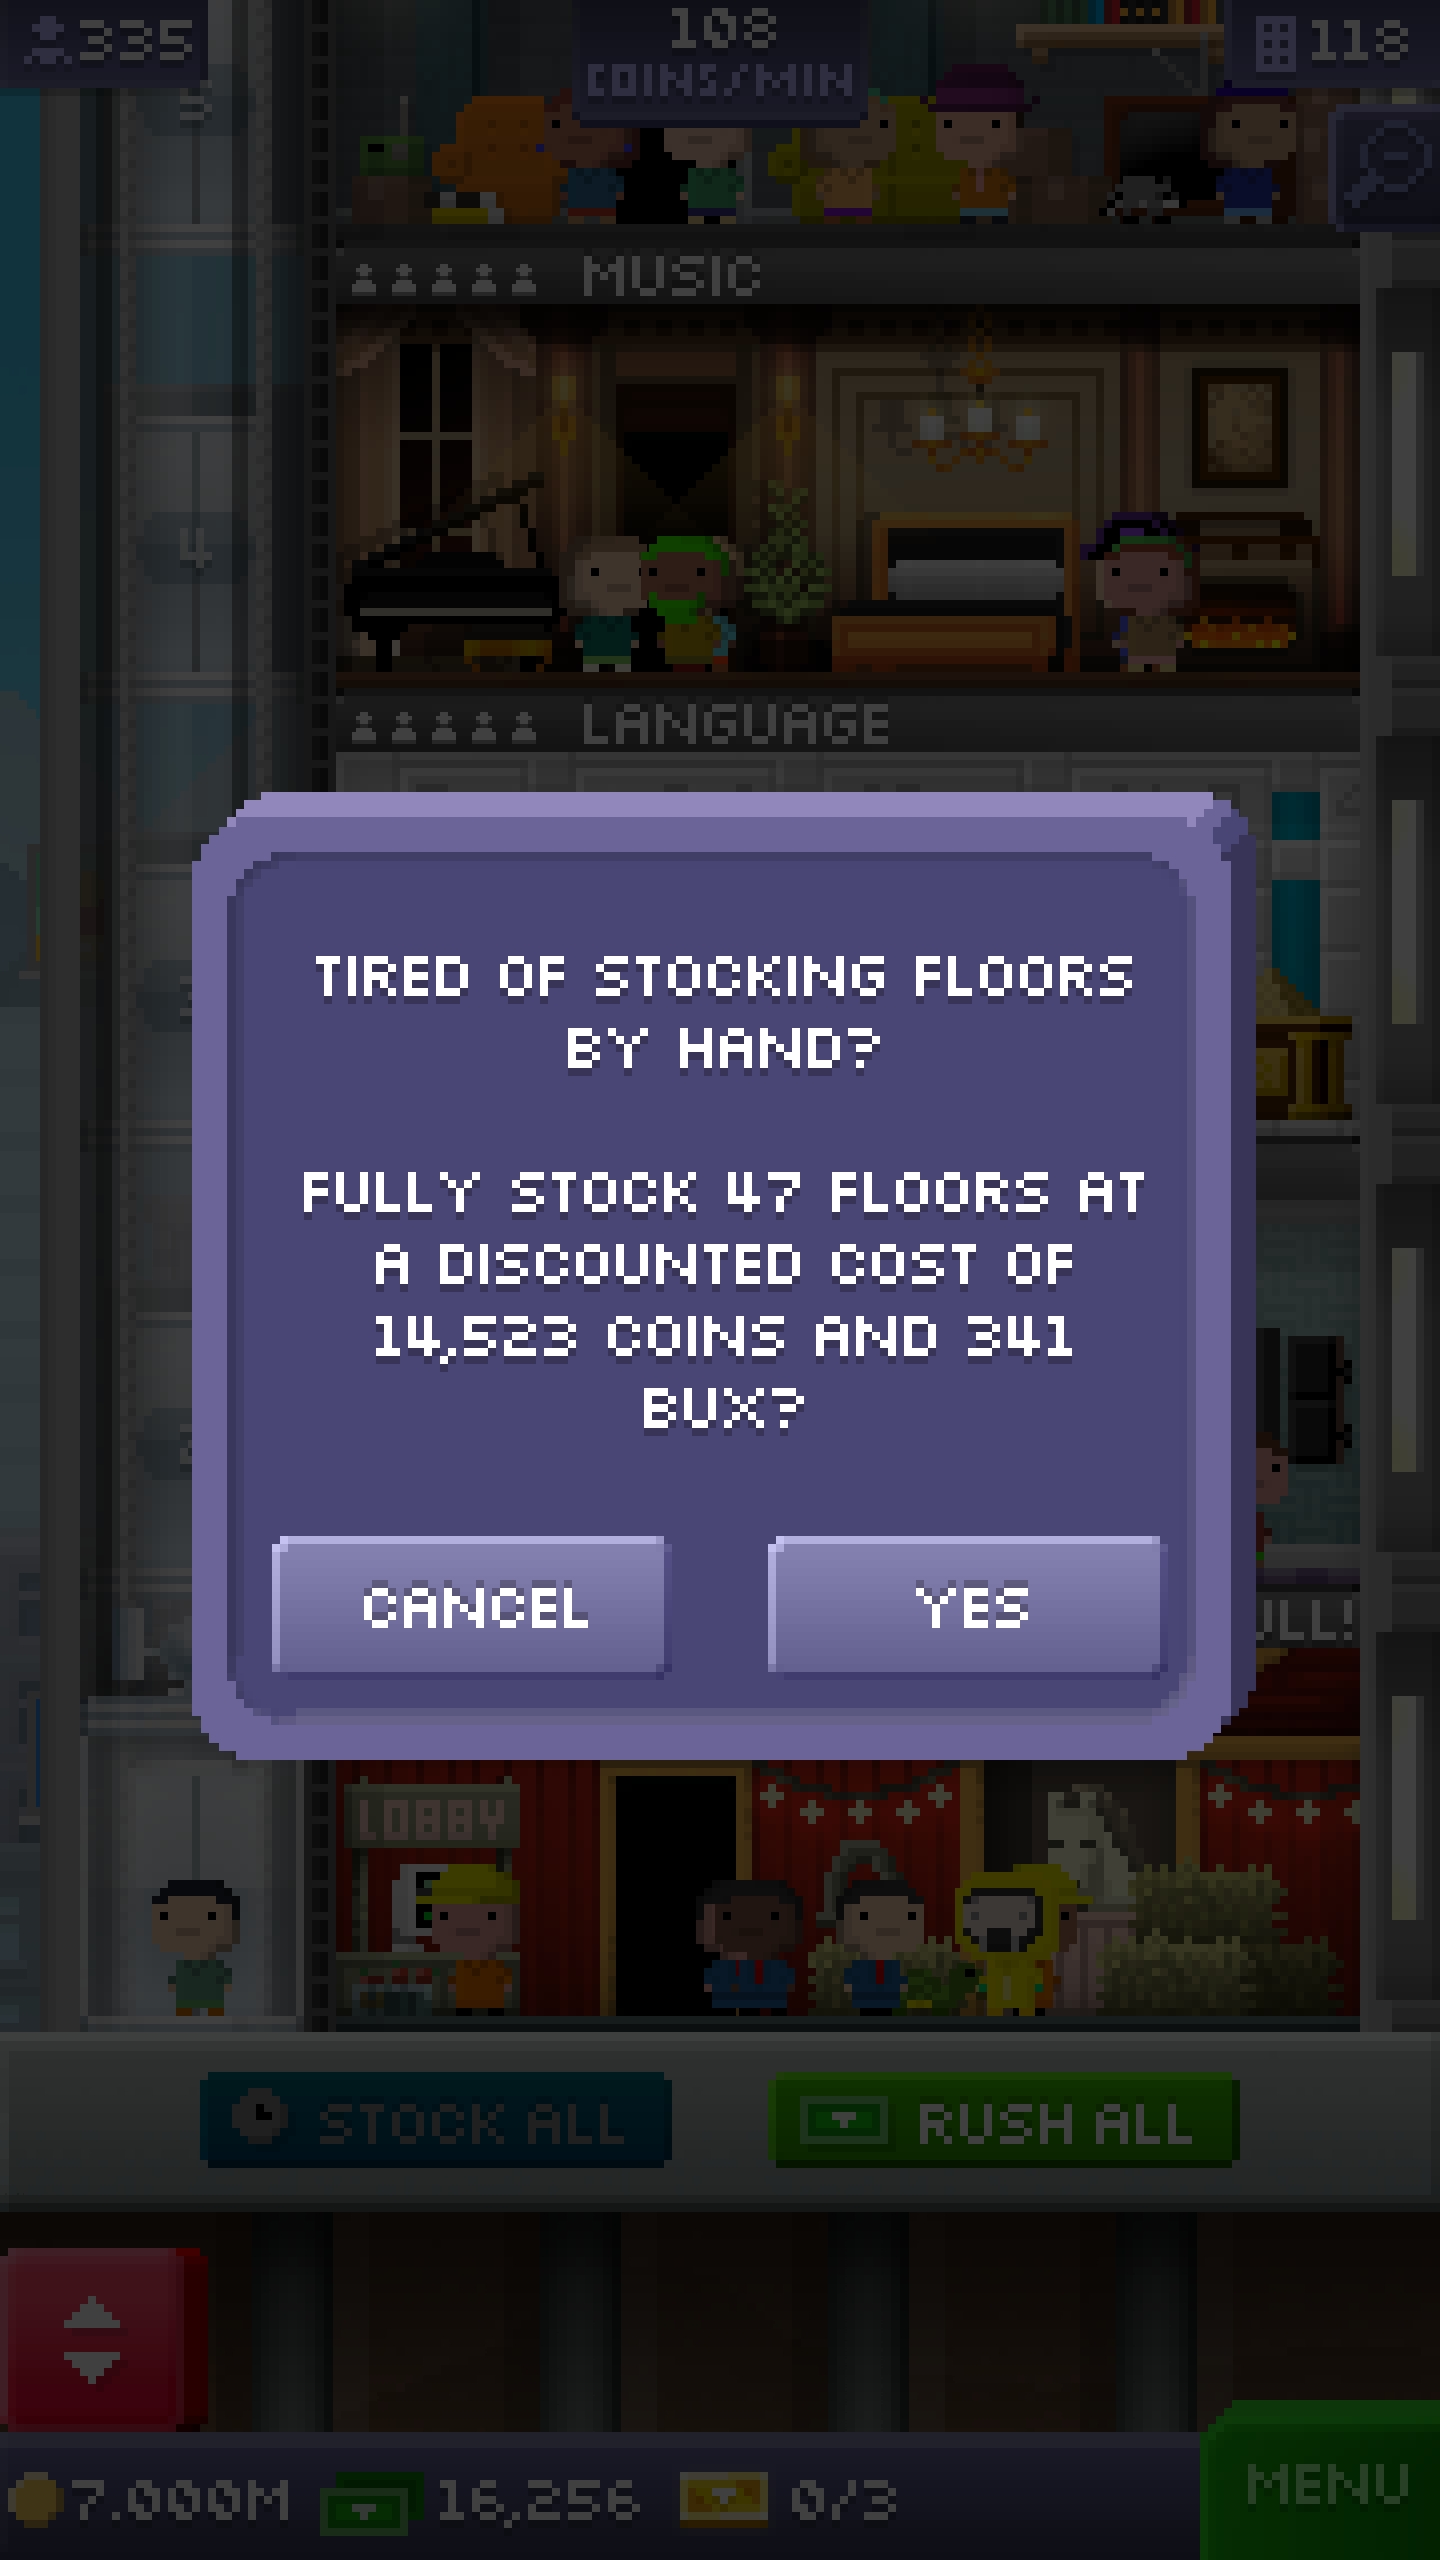 335
108
COINS/MIN
118
5
MUSIC
4
LANGUAGE
TIRED OF STOCKING FLOORS
BY HAND?
FULLY STOCK 47 FLOORS AT
A DISCOUNTED COST OF
14,523 COINS AND 341
BUX?
CANCEL
YES
LOBBY
STOCK ALL
RUSH ALL
7.000M
16,256
0/3
MENU